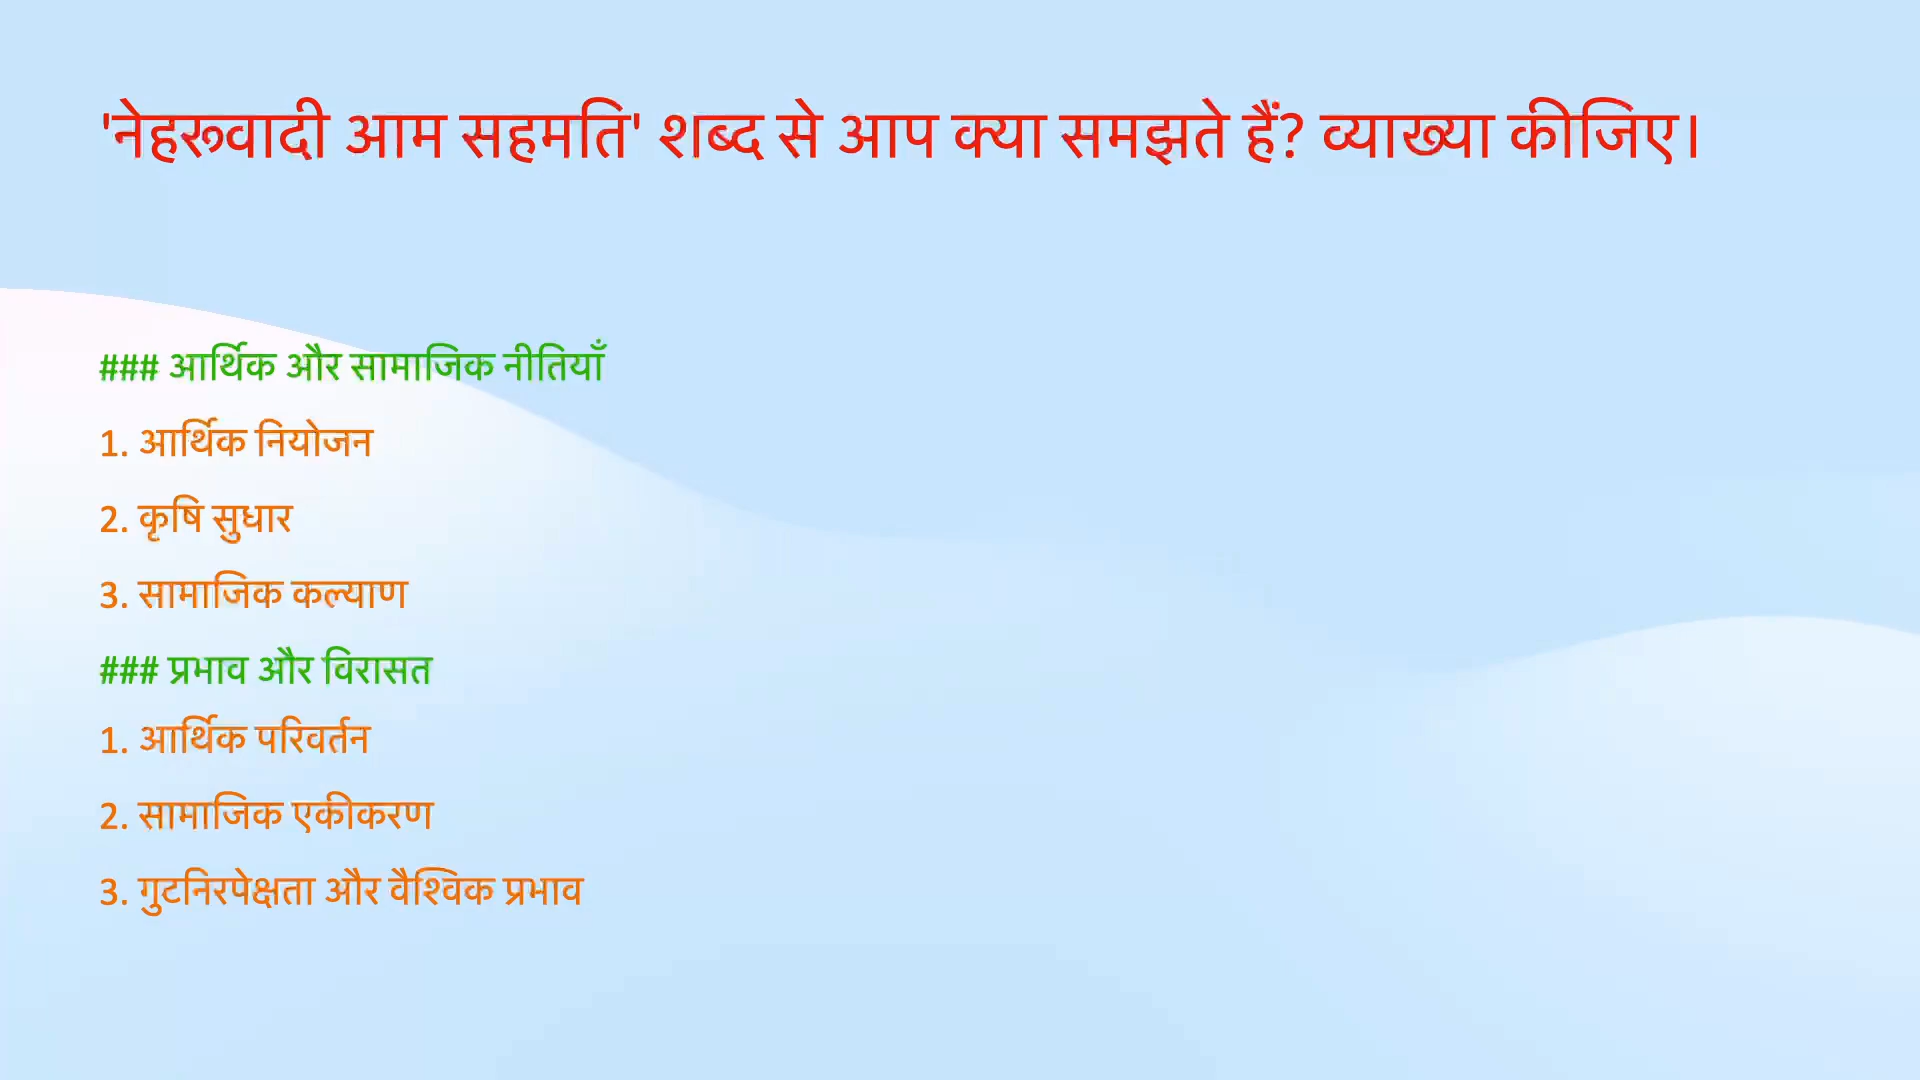 'नेहरूवादी आम सहमति' शब्द से आप क्या समझते हैं? व्याख्या कीजिए।
### आर्थिक और सामाजिक नीतियाँ
1. आर्थिक नियोजन
2. कृषि सुधार
3. सामाजिक कल्याण
### प्रभाव और विरासत
1. आर्थिक परिवर्तन
2. सामाजिक एकीकरण
3. गुटनिरपेक्षता और वैश्विक प्रभाव